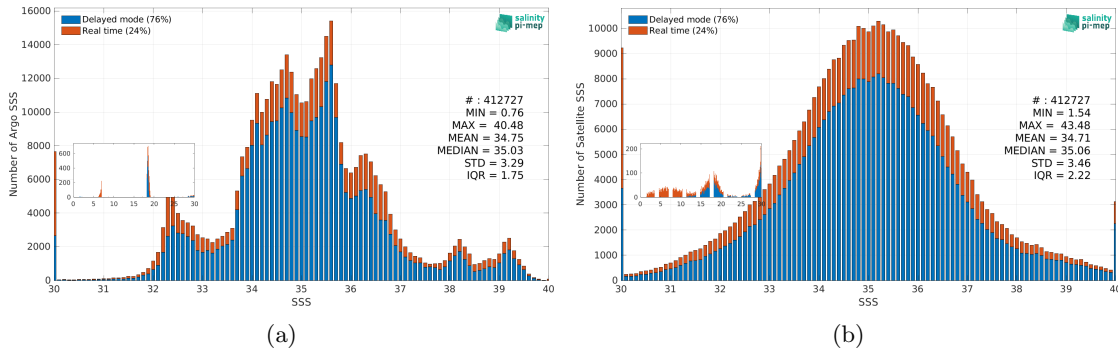 Delayed mode (76%)
Real time (24%)
salinity
pi-mep
16000
14000
12000
10000
8000
6000
4000
2000
0
Number of Argo SSS
# : 412727
MIN = 0.76
MAX = 40.48
MEAN = 34.75
MEDIAN = 35.03
STD = 3.29
IQR = 1.75
600
400
200
0
0 5 10 15 20 25 30
30 31 32 33 34 35 36 37 38 39 40
SSS
(a)
Delayed mode (76%)
Real time (24%)
salinity
pi-mep
10000
9000
8000
7000
6000
5000
4000
3000
2000
1000
0
Number of Satellite SSS
# : 412727
MIN = 1.54
MAX = 43.48
MEAN = 34.71
MEDIAN = 35.06
STD = 3.46
IQR = 2.22
200
100
0
0 5 10 15 20 25 30
30 31 32 33 34 35 36 37 38 39 40
SSS
(b)